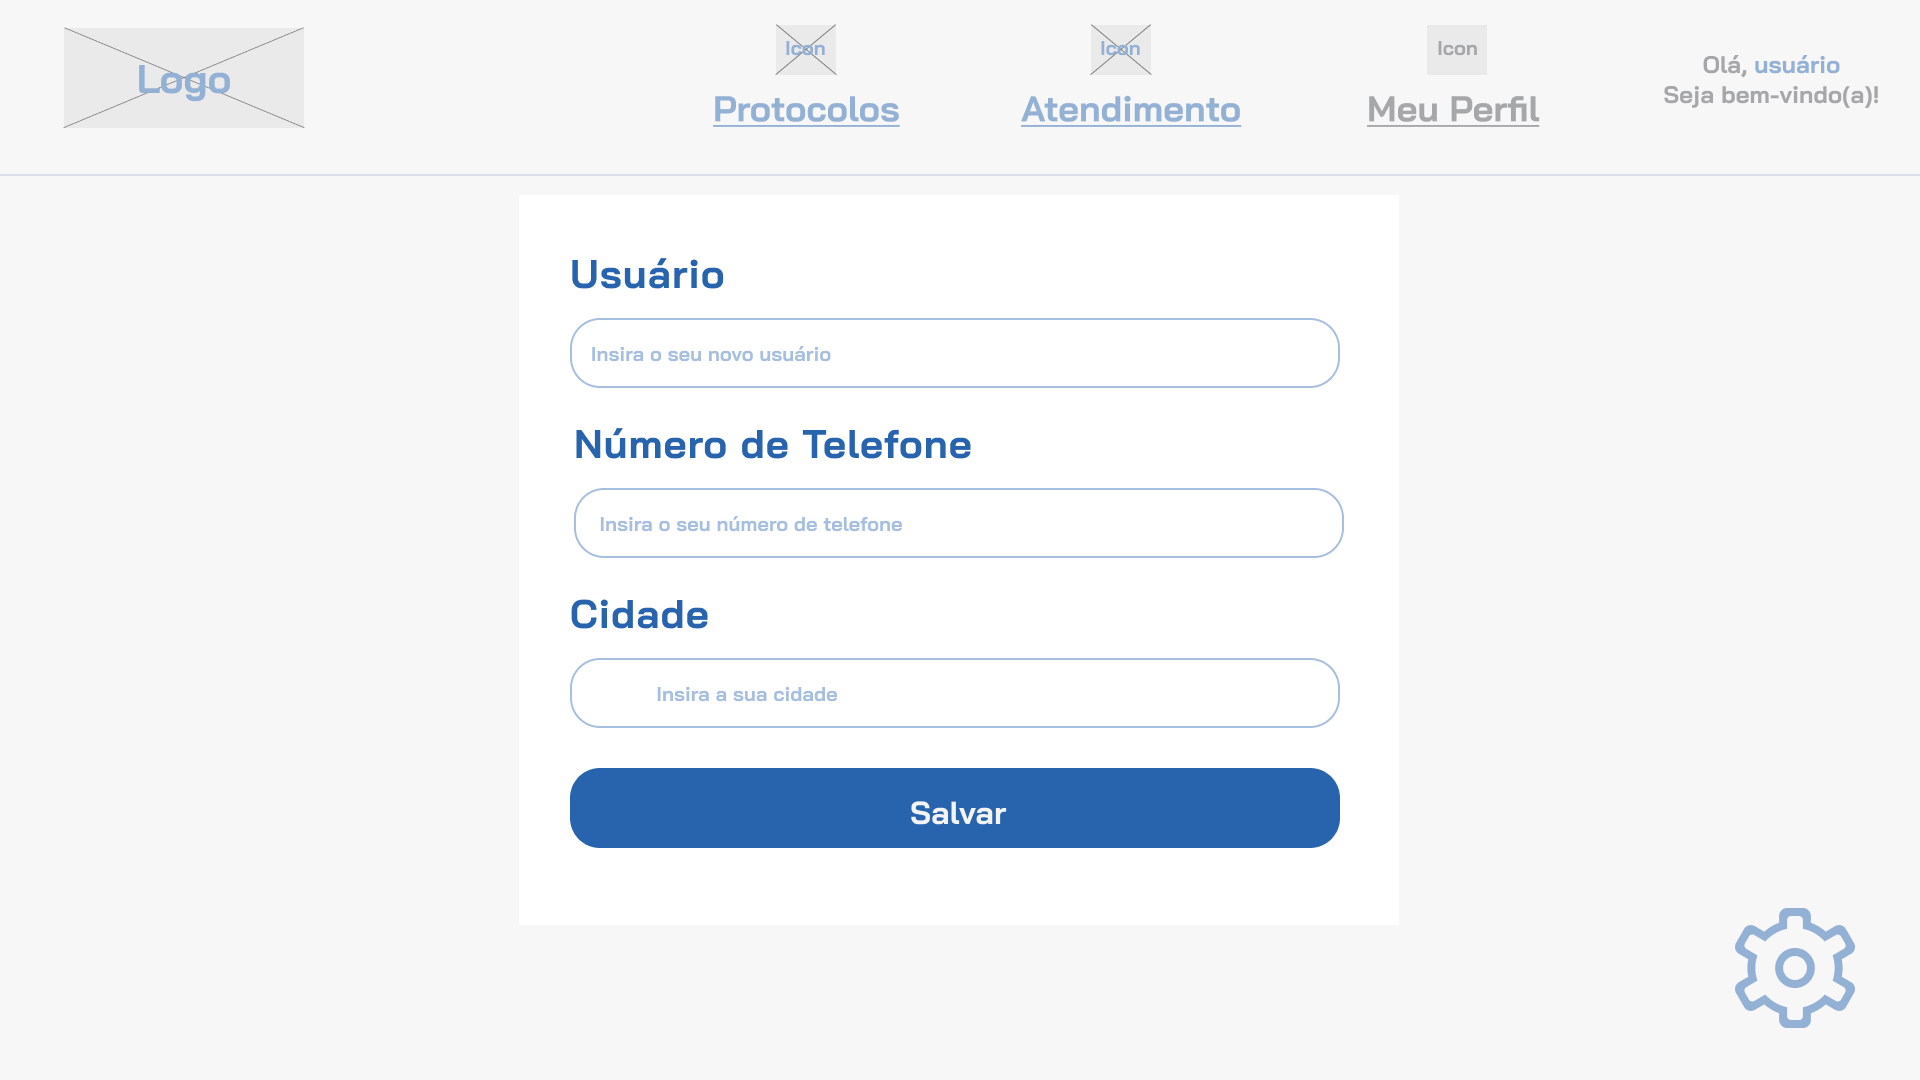 Logo
Icon
Protocolos
Icon
Atendimento
Icon
Meu Perfil
Olá, usuário
Seja bem-vindo(a)!
Usuário
Insira o seu novo usuário
Número de Telefone
Insira o seu número de telefone
Cidade
Insira a sua cidade
Salvar